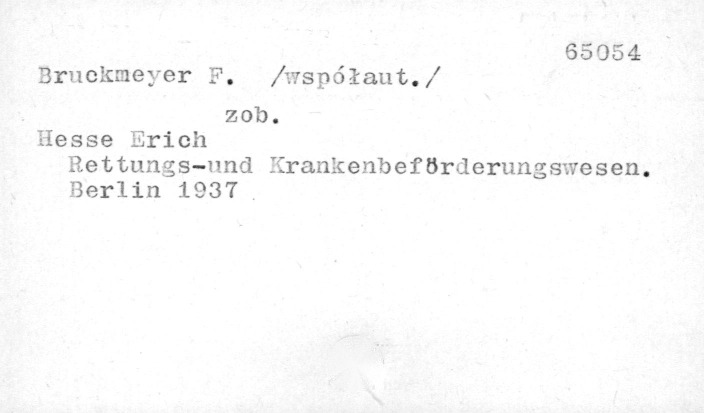 65054
Bruckmeyer F. /współaut./
zob.
Hesse Erich
Rettungs-und Krankenbeförderungswesen.
Berlin 1937